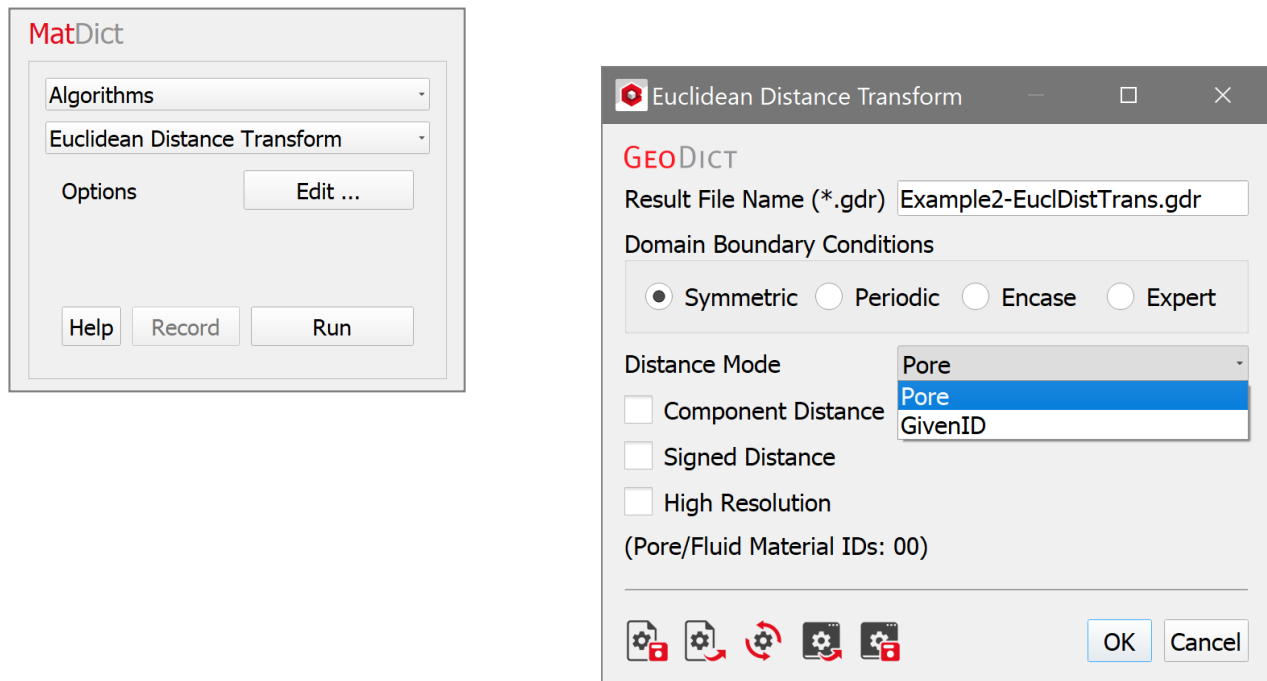 MatDict
Algorithms
Euclidean Distance Transform
Options Edit ...
Help Record Run
Euclidean Distance Transform
GEODICT
Result File Name (*.gdr) Example2-EuclDistTrans.gdr
Domain Boundary Conditions
Symmetric Periodic Encase Expert
Distance Mode Pore
Pore
Component Distance
GivenID
Signed Distance
High Resolution
(Pore/Fluid Material IDs: 00)
OK Cancel